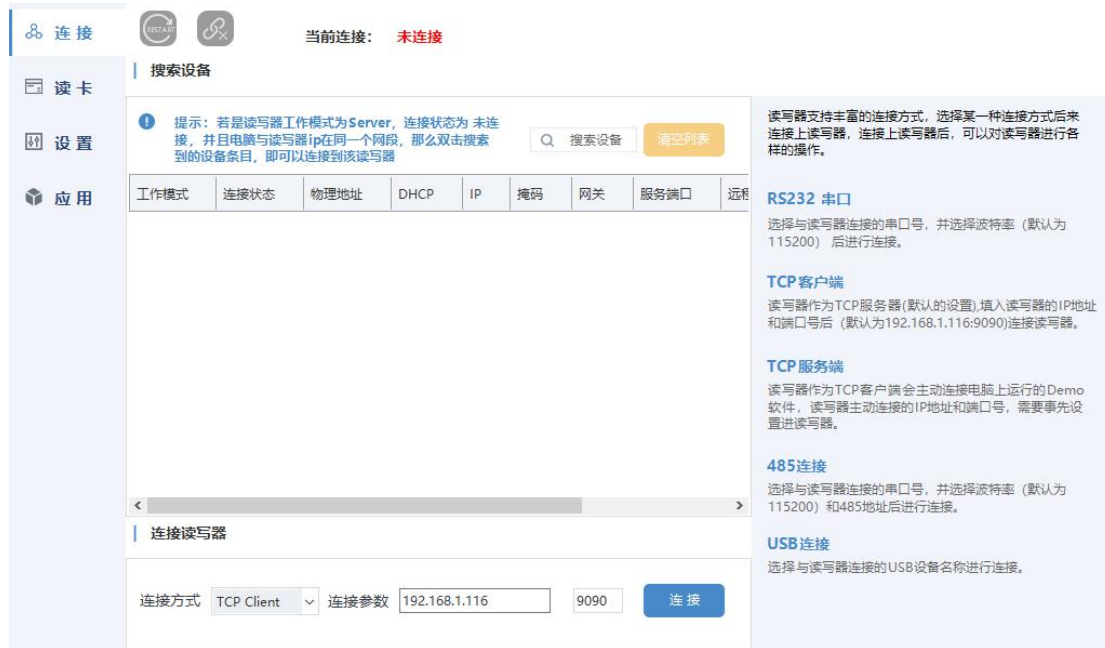 连接
RESTART
当前连接： 未连接
读卡
设置
应用
搜索设备
提示：若是读写器工作模式为Server，连接状态为 未连
接，并且电脑与读写器ip在同一个网段，那么双击搜索
到的设备条目，即可以连接到该读写器
搜索设备
清空列表
工作模式 连接状态 物理地址 DHCP IP 掩码 网关 服务端口 远程
连接读写器
连接方式 TCP Client 连接参数 192.168.1.116 9090 连接
读写器支持丰富的连接方式，选择某一种连接方式后来
连接上读写器，连接上读写器后，可以对读写器进行各
样的操作。
RS232 串口
选择与读写器连接的串口号，并选择波特率（默认为
115200） 后进行连接。
TCP客户端
读写器作为TCP服务器(默认的设置),填入读写器的IP地址
和端口号后（默认为192.168.1.116:9090)连接读写器。
TCP服务端
读写器作为TCP客户端会主动连接电脑上运行的Demo
软件，读写器主动连接的IP地址和端口号，需要事先设
置进读写器。
485连接
选择与读写器连接的串口号，并选择波特率（默认为
115200）和485地址后进行连接。
USB连接
选择与读写器连接的USB设备名称进行连接。